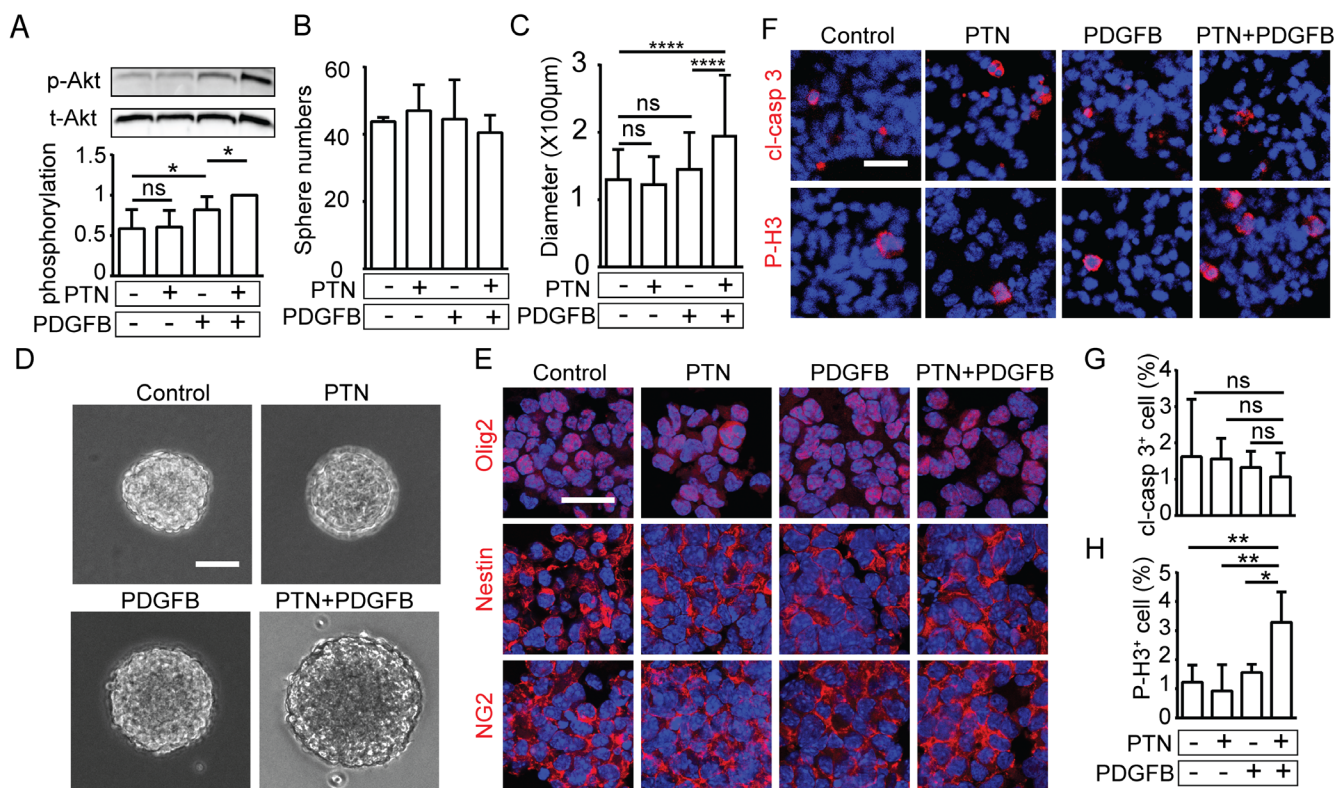 A
p-Akt
t-Akt
phosphorylation
1.5
1
0.5
0
ns
*
*
PTN - + - +
PDGFB - - + +
B
Sphere numbers
60
40
20
0
PTN - + - +
PDGFB - - + +
C
Diameter (X100μm)
3
2
1
0
****
****
ns
ns
PTN - + - +
PDGFB - - + +
D
Control
PTN
PDGFB
PTN+PDGFB
E
Control PTN PDGFB PTN+PDGFB
Olig2
Nestin
NG2
F
Control PTN PDGFB PTN+PDGFB
cl-casp 3
P-H3
G
cl-casp 3⁺ cell (%)
4
3
2
1
0
ns
ns
ns
H
P-H3⁺ cell (%)
5
4
3
2
1
1
**
**
*
PTN - + - +
PDGFB - - + +